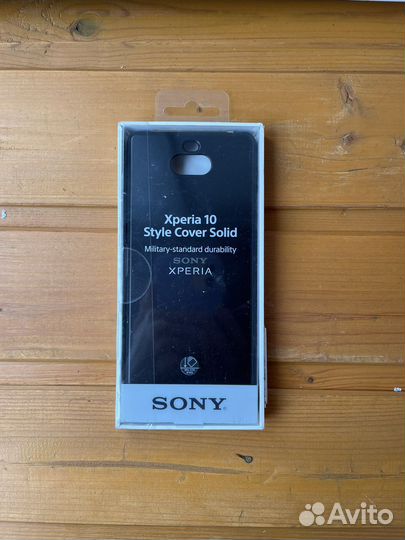 Xperia 10
Style Cover Solid
Military-standard durability
SONY
XPERIA
SONY
Avito